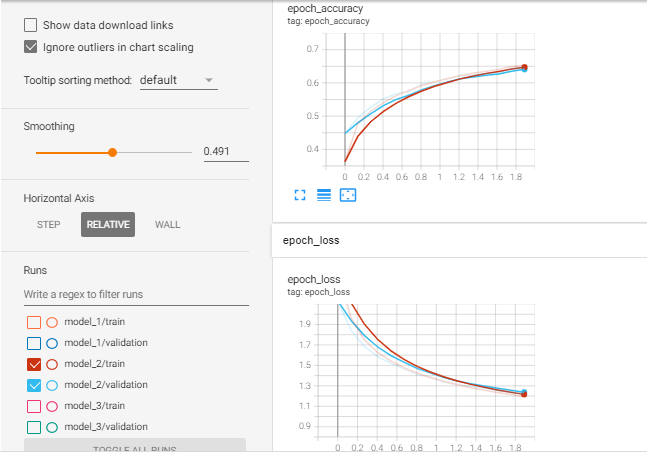 Show data download links
Ignore outliers in chart scaling
Tooltip sorting method: default
Smoothing
0.491
Horizontal Axis
STEP RELATIVE WALL
Runs
Write a regex to filter runs
model_1/train
model_1/validation
model_2/train
model_2/validation
model_3/train
model_3/validation
TOGGLE ALL RUNS
epoch_accuracy
tag: epoch_accuracy
0.7
0.6
0.5
0.4
0 0.2 0.4 0.6 0.8 1 1.2 1.4 1.6 1.8
epoch_loss
epoch_loss
tag: epoch_loss
1.9
1.7
1.5
1.3
1.1
0.9
0 0.2 0.4 0.6 0.8 1 1.2 1.4 1.6 1.8